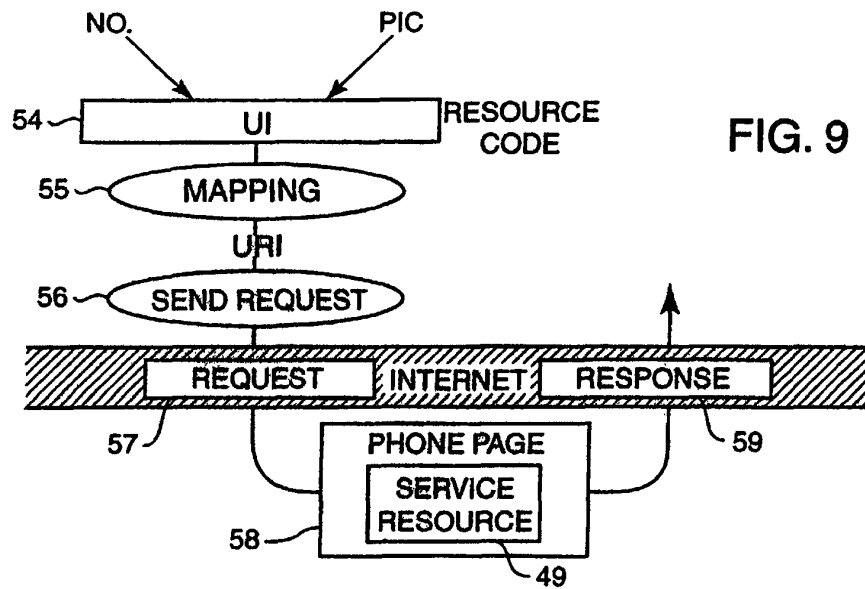 NO.
PIC
54
UI
RESOURCE
CODE
FIG. 9
55
MAPPING
URI
56
SEND REQUEST
REQUEST
INTERNET
RESPONSE
57
59
PHONE PAGE
SERVICE
RESOURCE
58
49